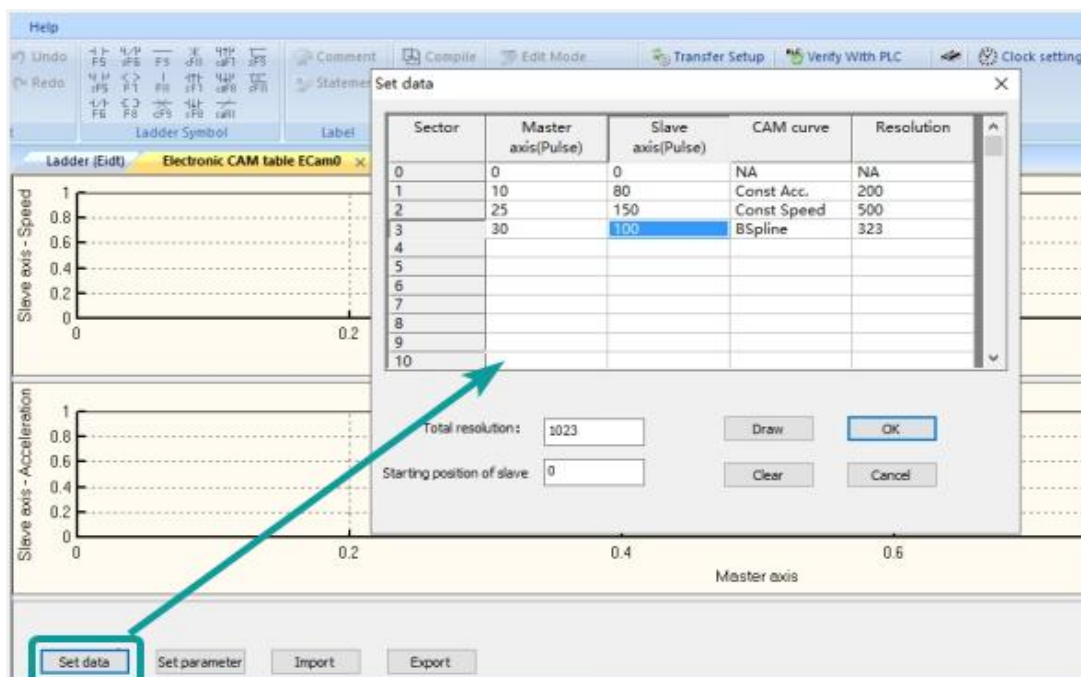 Help
Undo
Comment
Compile
Edit Mode
Transfer Setup
Verify With PLC
Clock setting
Redo
Statemen
Ladder Symbol
Label
Ladder (Eidt)
Electronic CAM table ECam0
Set data
Sector Master axis(Pulse) Slave axis(Pulse) CAM curve Resolution
0 0 0 NA NA
1 10 80 Const Acc. 200
2 25 150 Const Speed 500
3 30 100 BSpline 323
4
5
6
7
8
9
10
Total resolution: 1023
Draw
OK
Starting position of slave 0
Clear
Cancel
Slave axis - Speed
1
0.8
0.6
0.4
0.2
0
0 0.2
Slave axis - Acceleration
1
0.8
0.6
0.4
0.2
0
0 0.2 0.4 0.6
Master axis
Set data
Set parameter
Import
Export